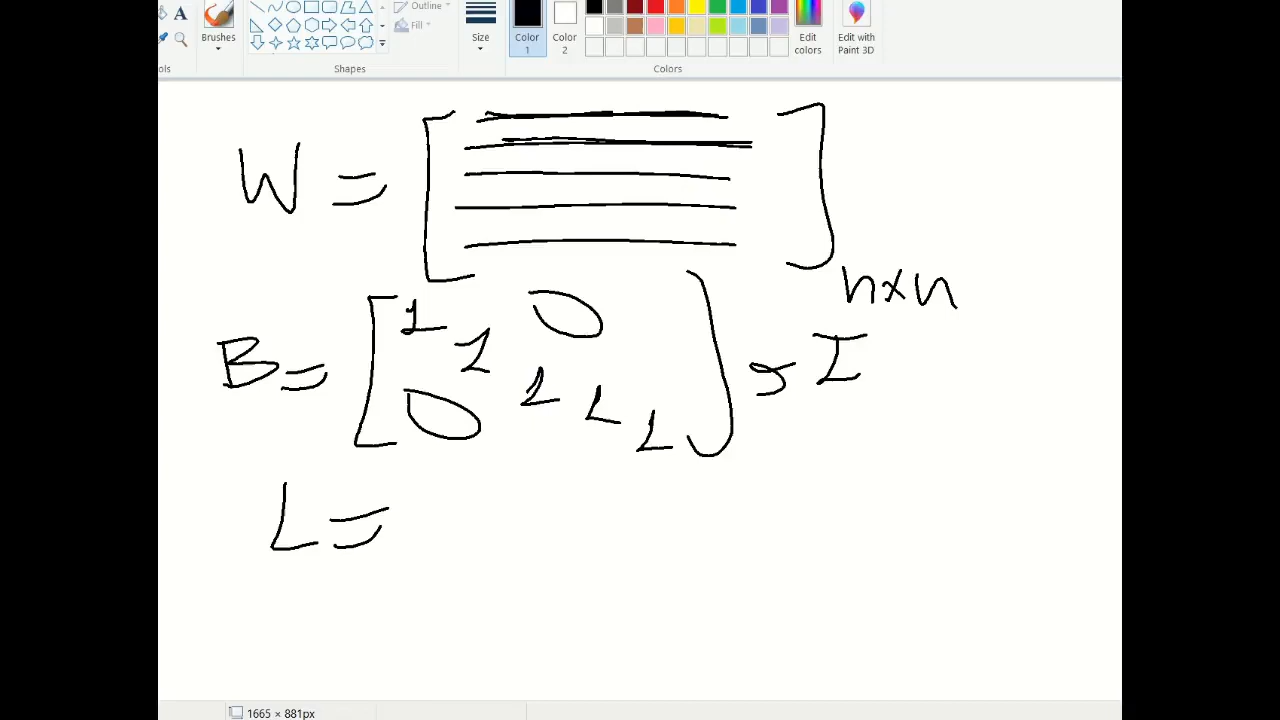 A Outline Fill
Brushes Size Color 1 Color 2 Edit colors Edit with Paint 3D
ols Shapes Colors
W =
n×n
B = 1 0 = I
1
0 1 1 1
L =
1665 × 881px